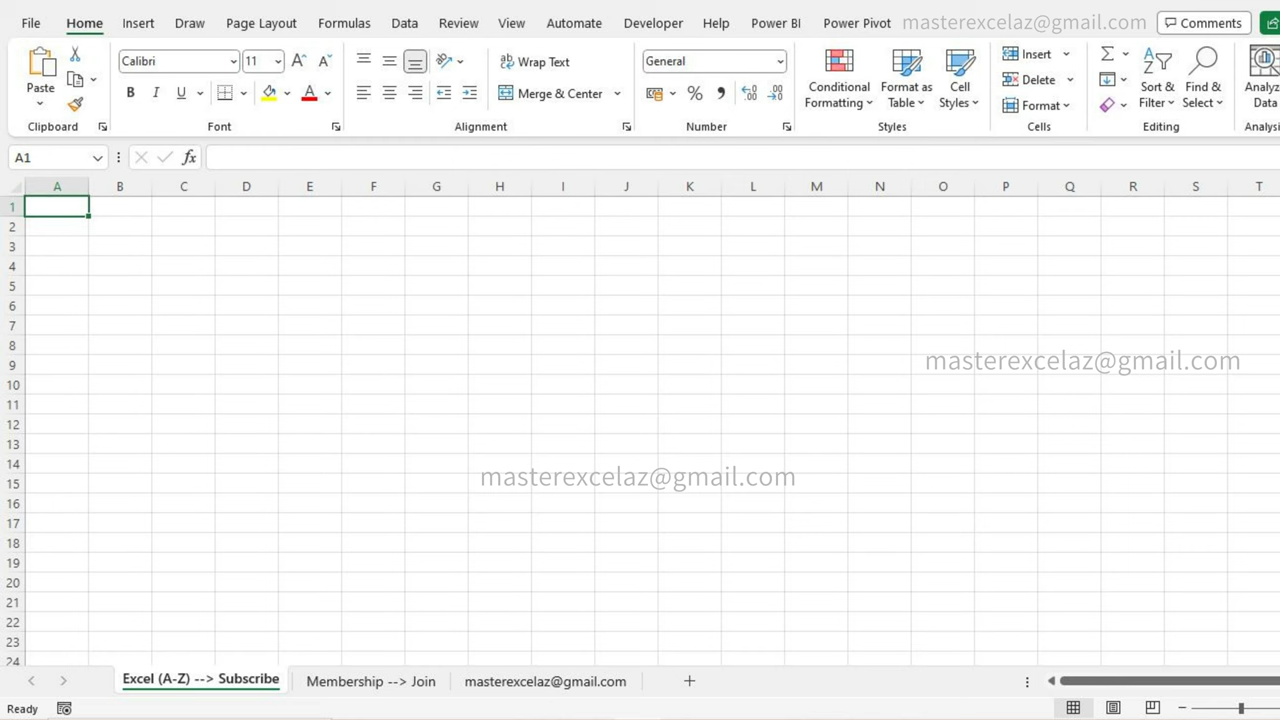 File Home Insert Draw Page Layout Formulas Data Review View Automate Developer Help Power BI Power Pivot masterexcelaz@gmail.com Comments
Paste
Calibri 11
Wrap Text
General
Conditional Formatting
Format as Table
Cell Styles
Insert
Sort & Filter
Find & Select
Analyz Data
B I U
A
Merge & Center
%
Delete
Format
Clipboard Font Alignment Number Styles Cells Editing Analysi
A1
fx
A B C D E F G H I J K L M N O P Q R S T
1
2
3
4
5
6
7
8
masterexcelaz@gmail.com
9
10
11
12
13
14
masterexcelaz@gmail.com
15
16
17
18
19
20
21
22
23
24
Excel (A-Z) --> Subscribe Membership --> Join masterexcelaz@gmail.com
Ready